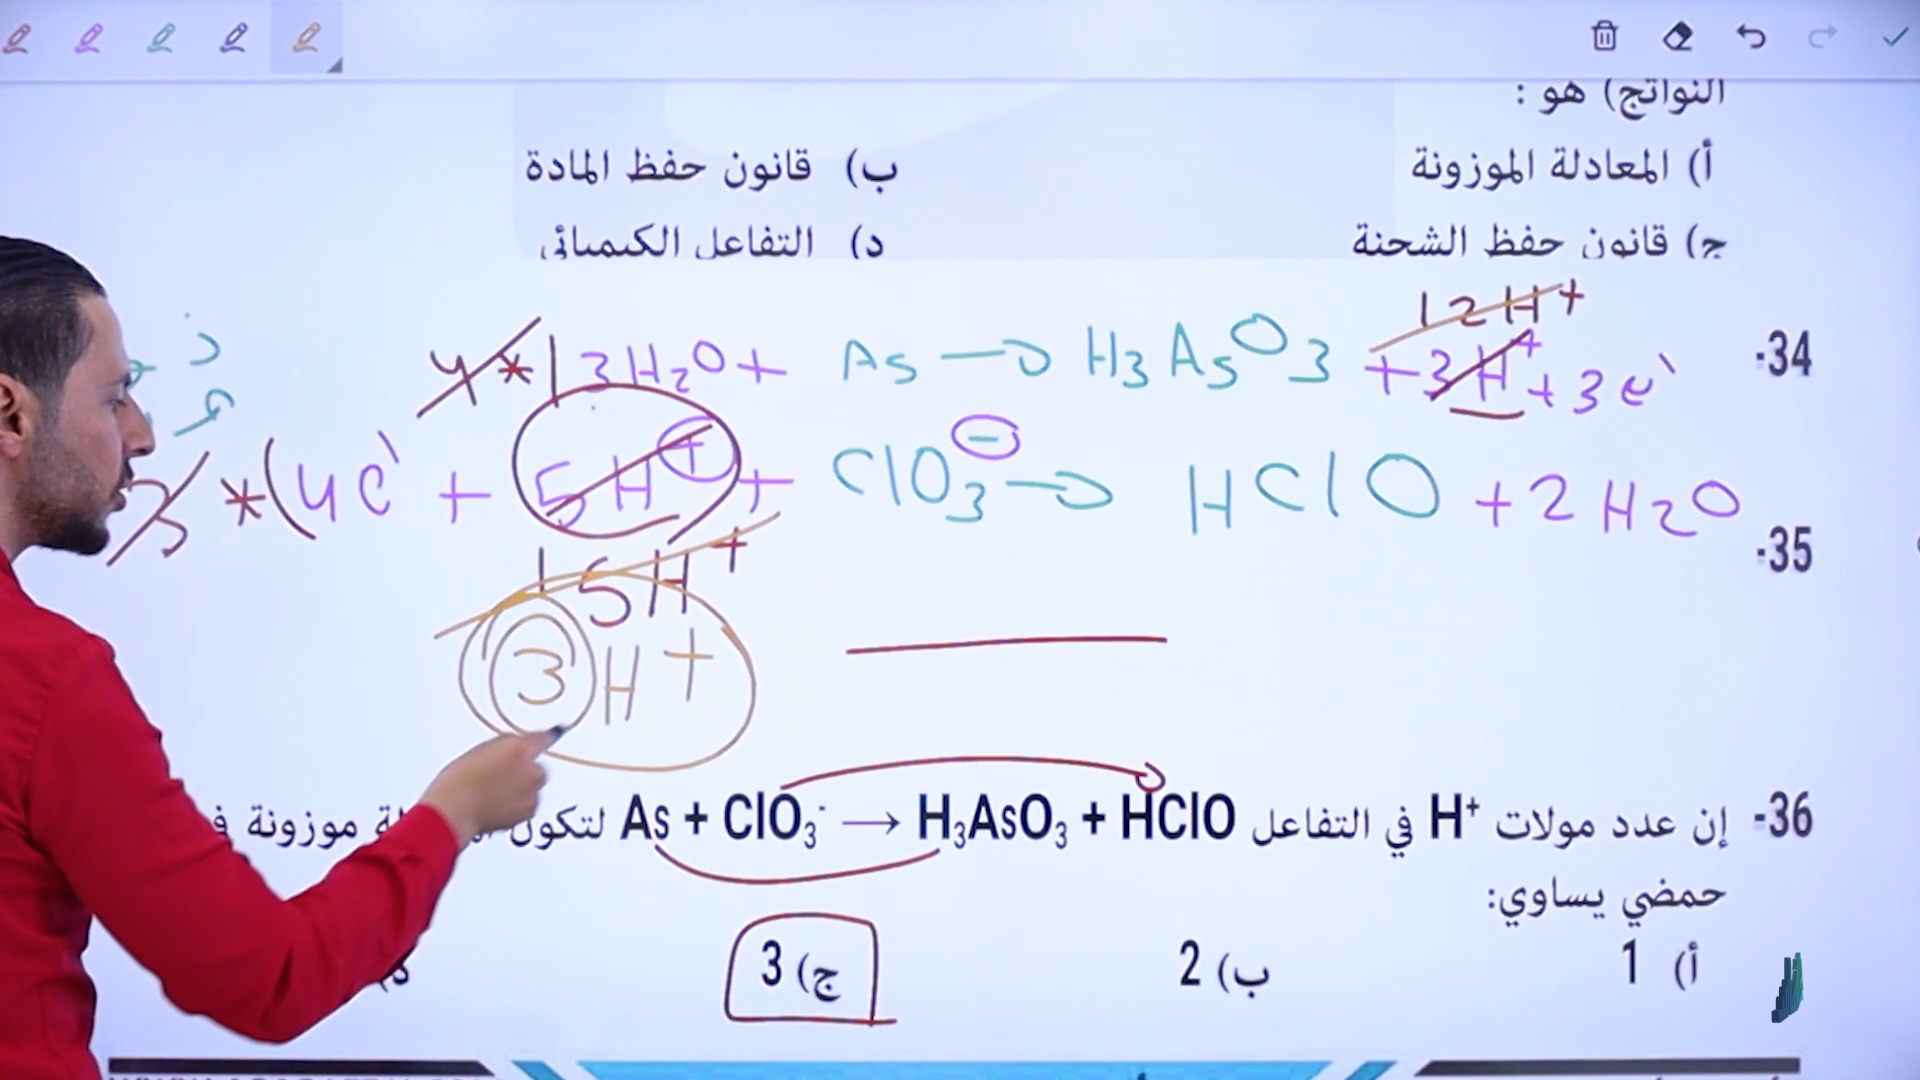 النواتج) هو :
أ) المعادلة الموزونة ب) قانون حفظ المادة
ج) قانون حفظ الشحنة د) التفاعل الكيميائي
12H+
-34
4 * 3H2O + As → H3AsO3 + 3H+ + 3e-
3 * (4e- + 5H+ + ClO3- → HClO + 2H2O
-35
15H+
3H+
-36 إن عدد مولات H+ في التفاعل As + ClO3- → H3AsO3 + HClO لتكون موزونة
حمضي يساوي:
أ) 1 ب) 2 ج) 3